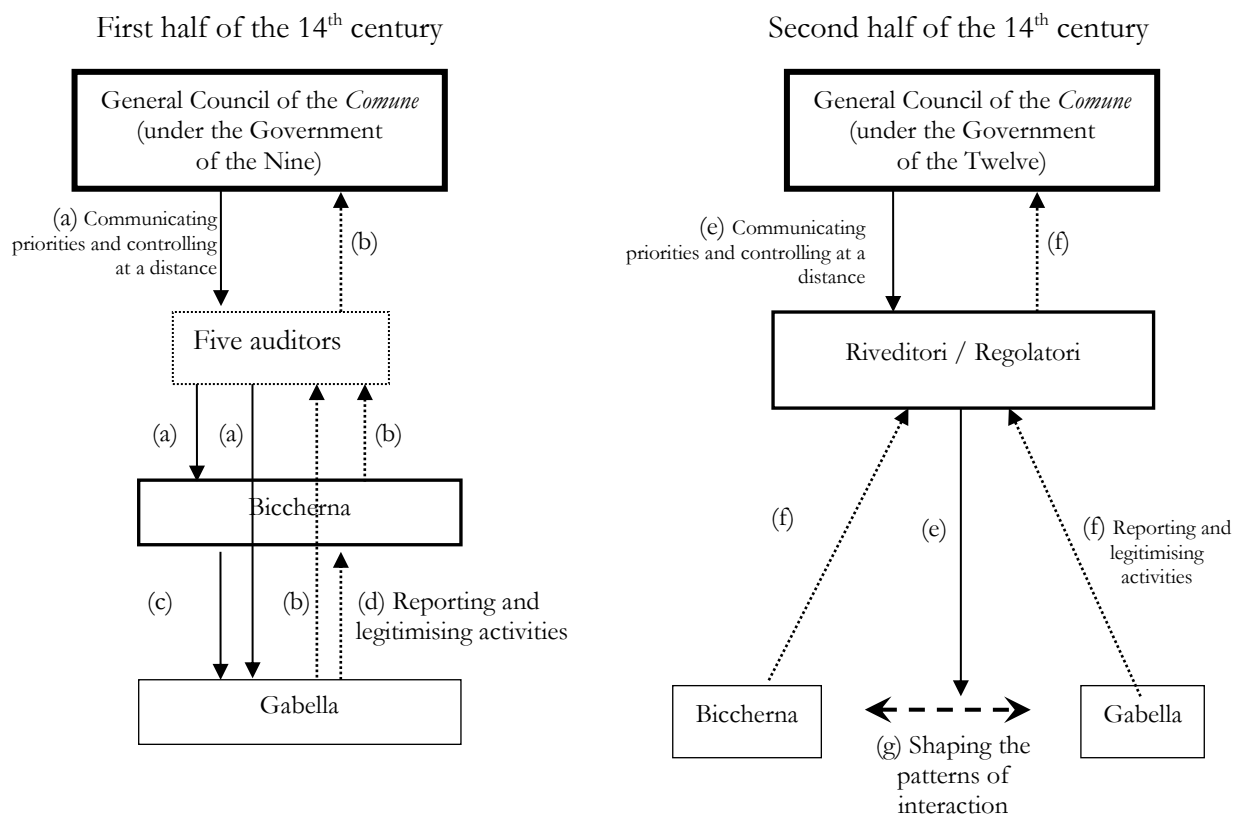 First half of the 14th century
General Council of the Comune
(under the Government
of the Nine)
(a) Communicating
priorities and controlling
at a distance
(b)
Five auditors
(a)
(a)
(b)
Biccherna
(c)
(b)
(d) Reporting and
legitimising activities
Gabella
Second half of the 14th century
General Council of the Comune
(under the Government
of the Twelve)
(e) Communicating
priorities and controlling at a
distance
(f)
Riveditori / Regolatori
(f)
(e)
(f) Reporting and
legitimising
activities
Biccherna
Gabella
(g) Shaping the
patterns of
interaction